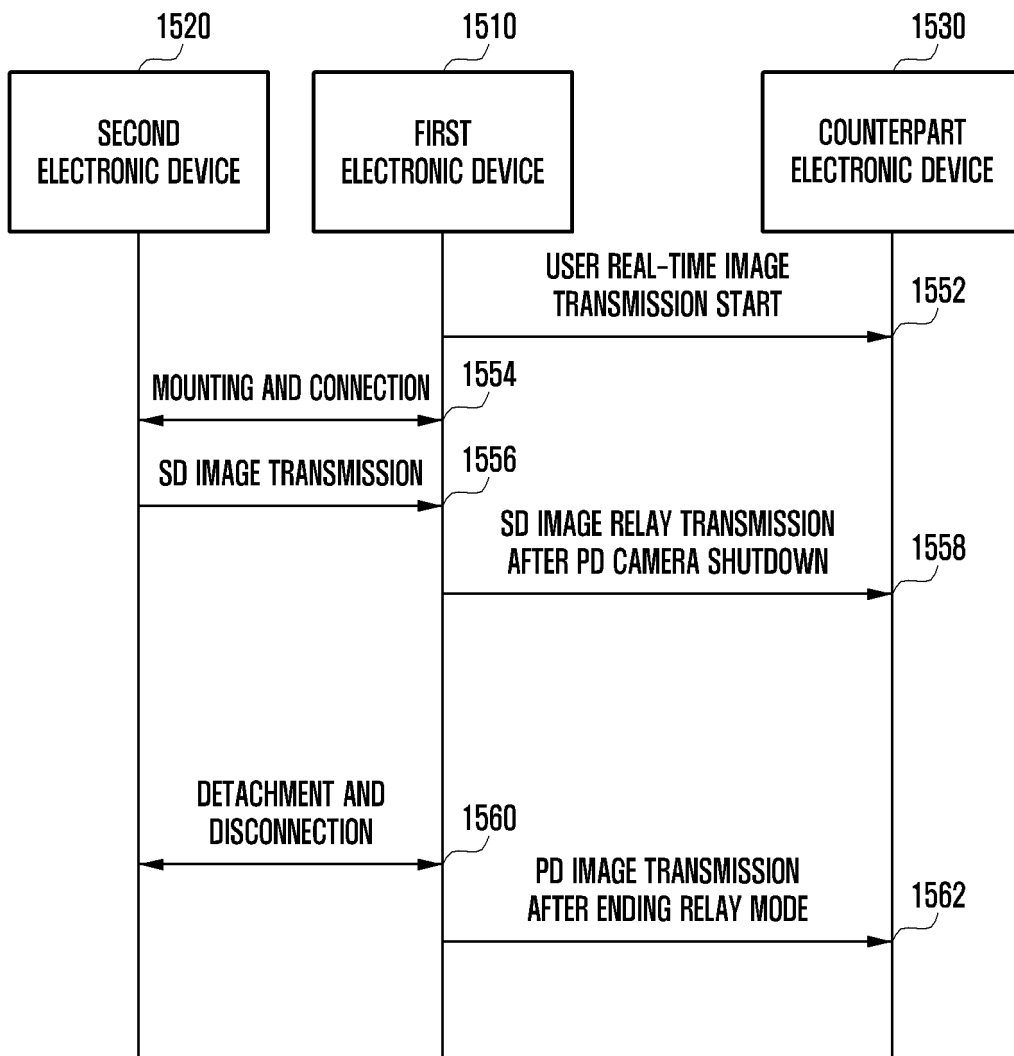 1520
1510
1530
SECOND
ELECTRONIC DEVICE
FIRST
ELECTRONIC DEVICE
COUNTERPART
ELECTRONIC DEVICE
USER REAL-TIME IMAGE
TRANSMISSION START
1552
MOUNTING AND CONNECTION
1554
SD IMAGE TRANSMISSION
1556
SD IMAGE RELAY TRANSMISSION
AFTER PD CAMERA SHUTDOWN
1558
DETACHMENT AND
DISCONNECTION
1560
PD IMAGE TRANSMISSION
AFTER ENDING RELAY MODE
1562